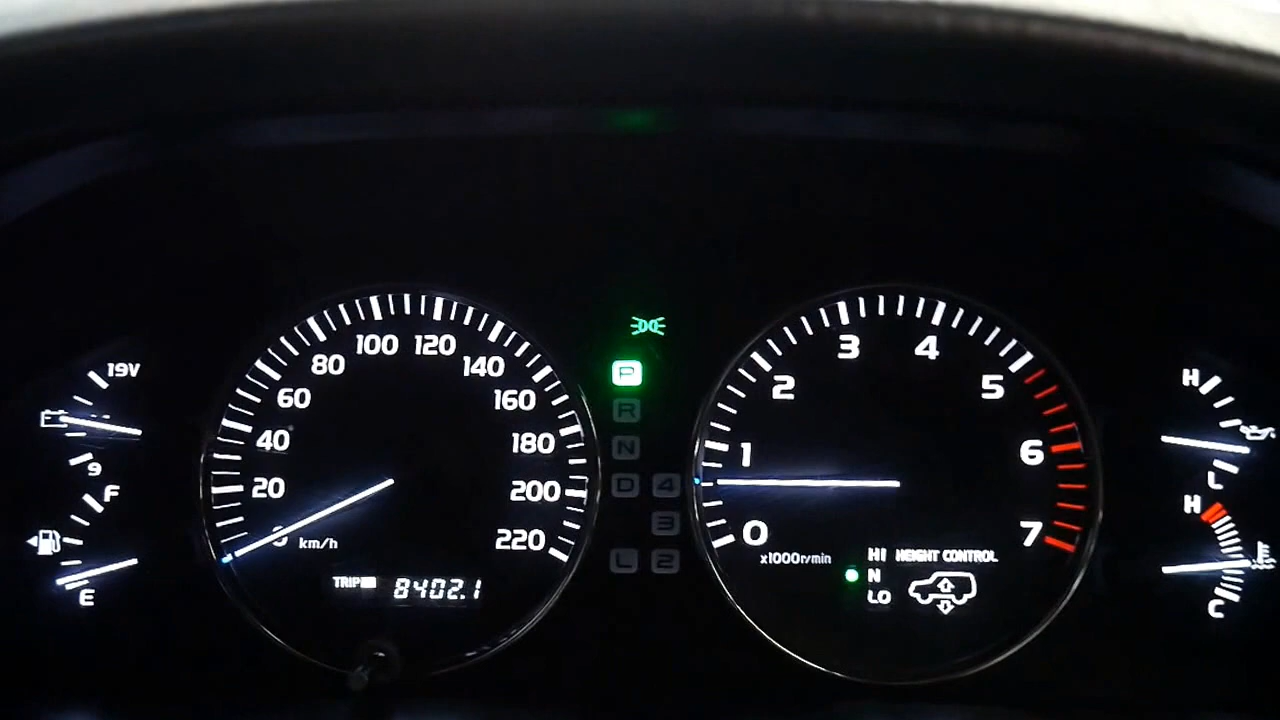 19V
9
F
E
0
20
40
60
80
100
120
140
160
180
200
220
km/h
TRIP
8402.1
P
R
N
D 4
3
L 2
0
1
2
3
4
5
6
7
x1000r/min
HI HEIGHT CONTROL
N
LO
H
L
H
C